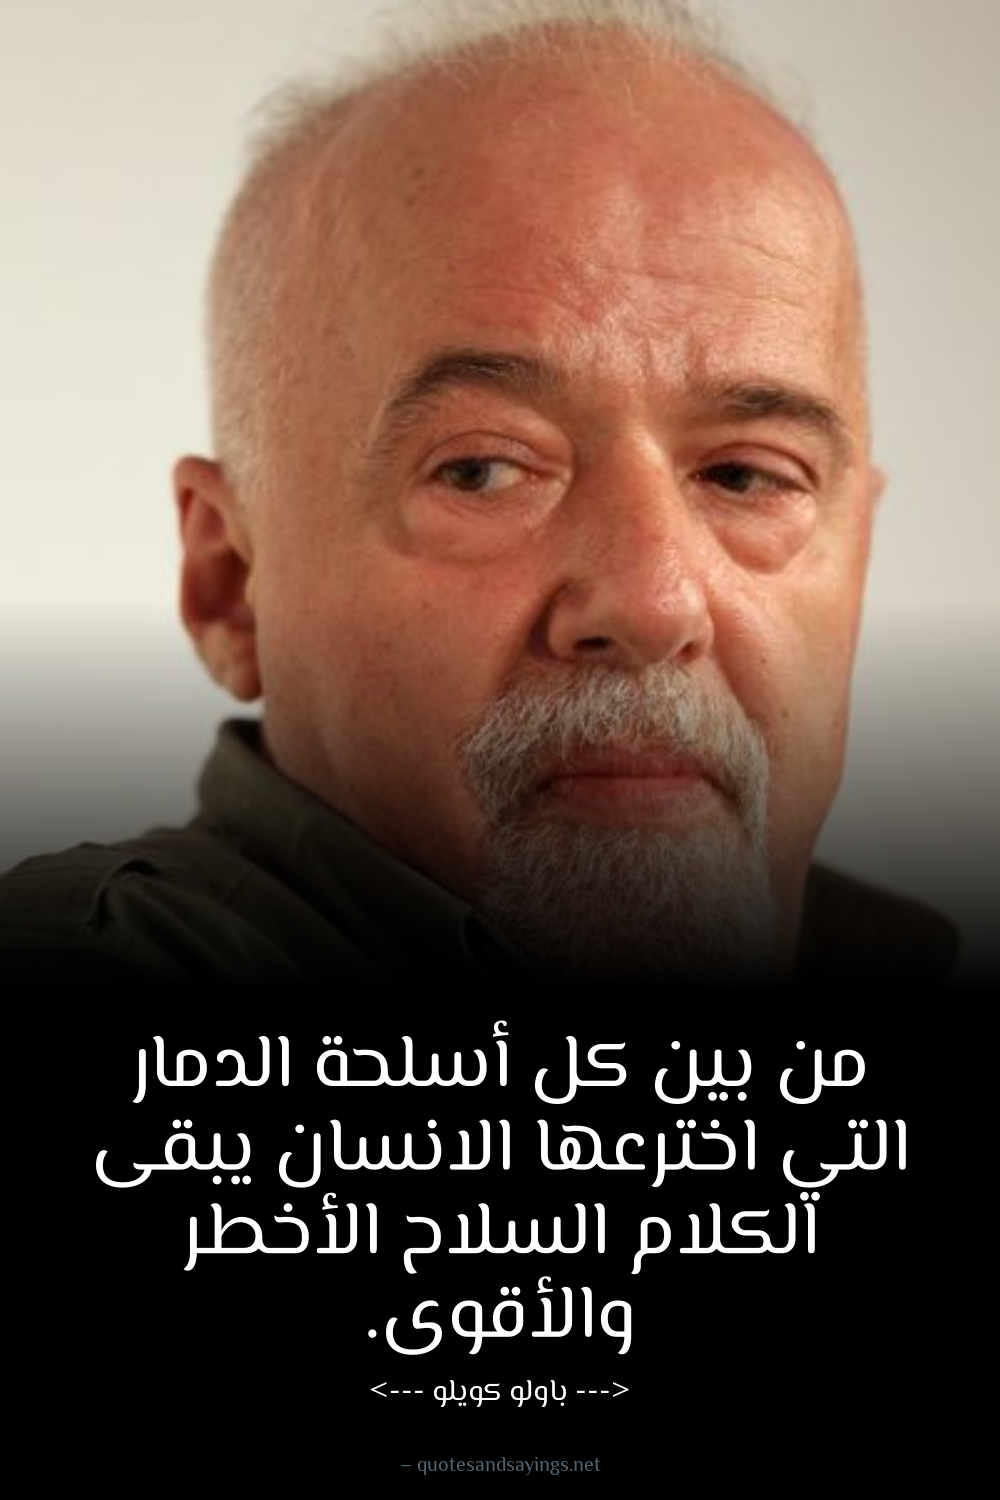 من بين كل أسلحة الدمار
التي اخترعها الانسان يبقى
الكلام السلاح الأخطر
والأقوى.
<--- باولو كويلو --->
– quotesandsayings.net